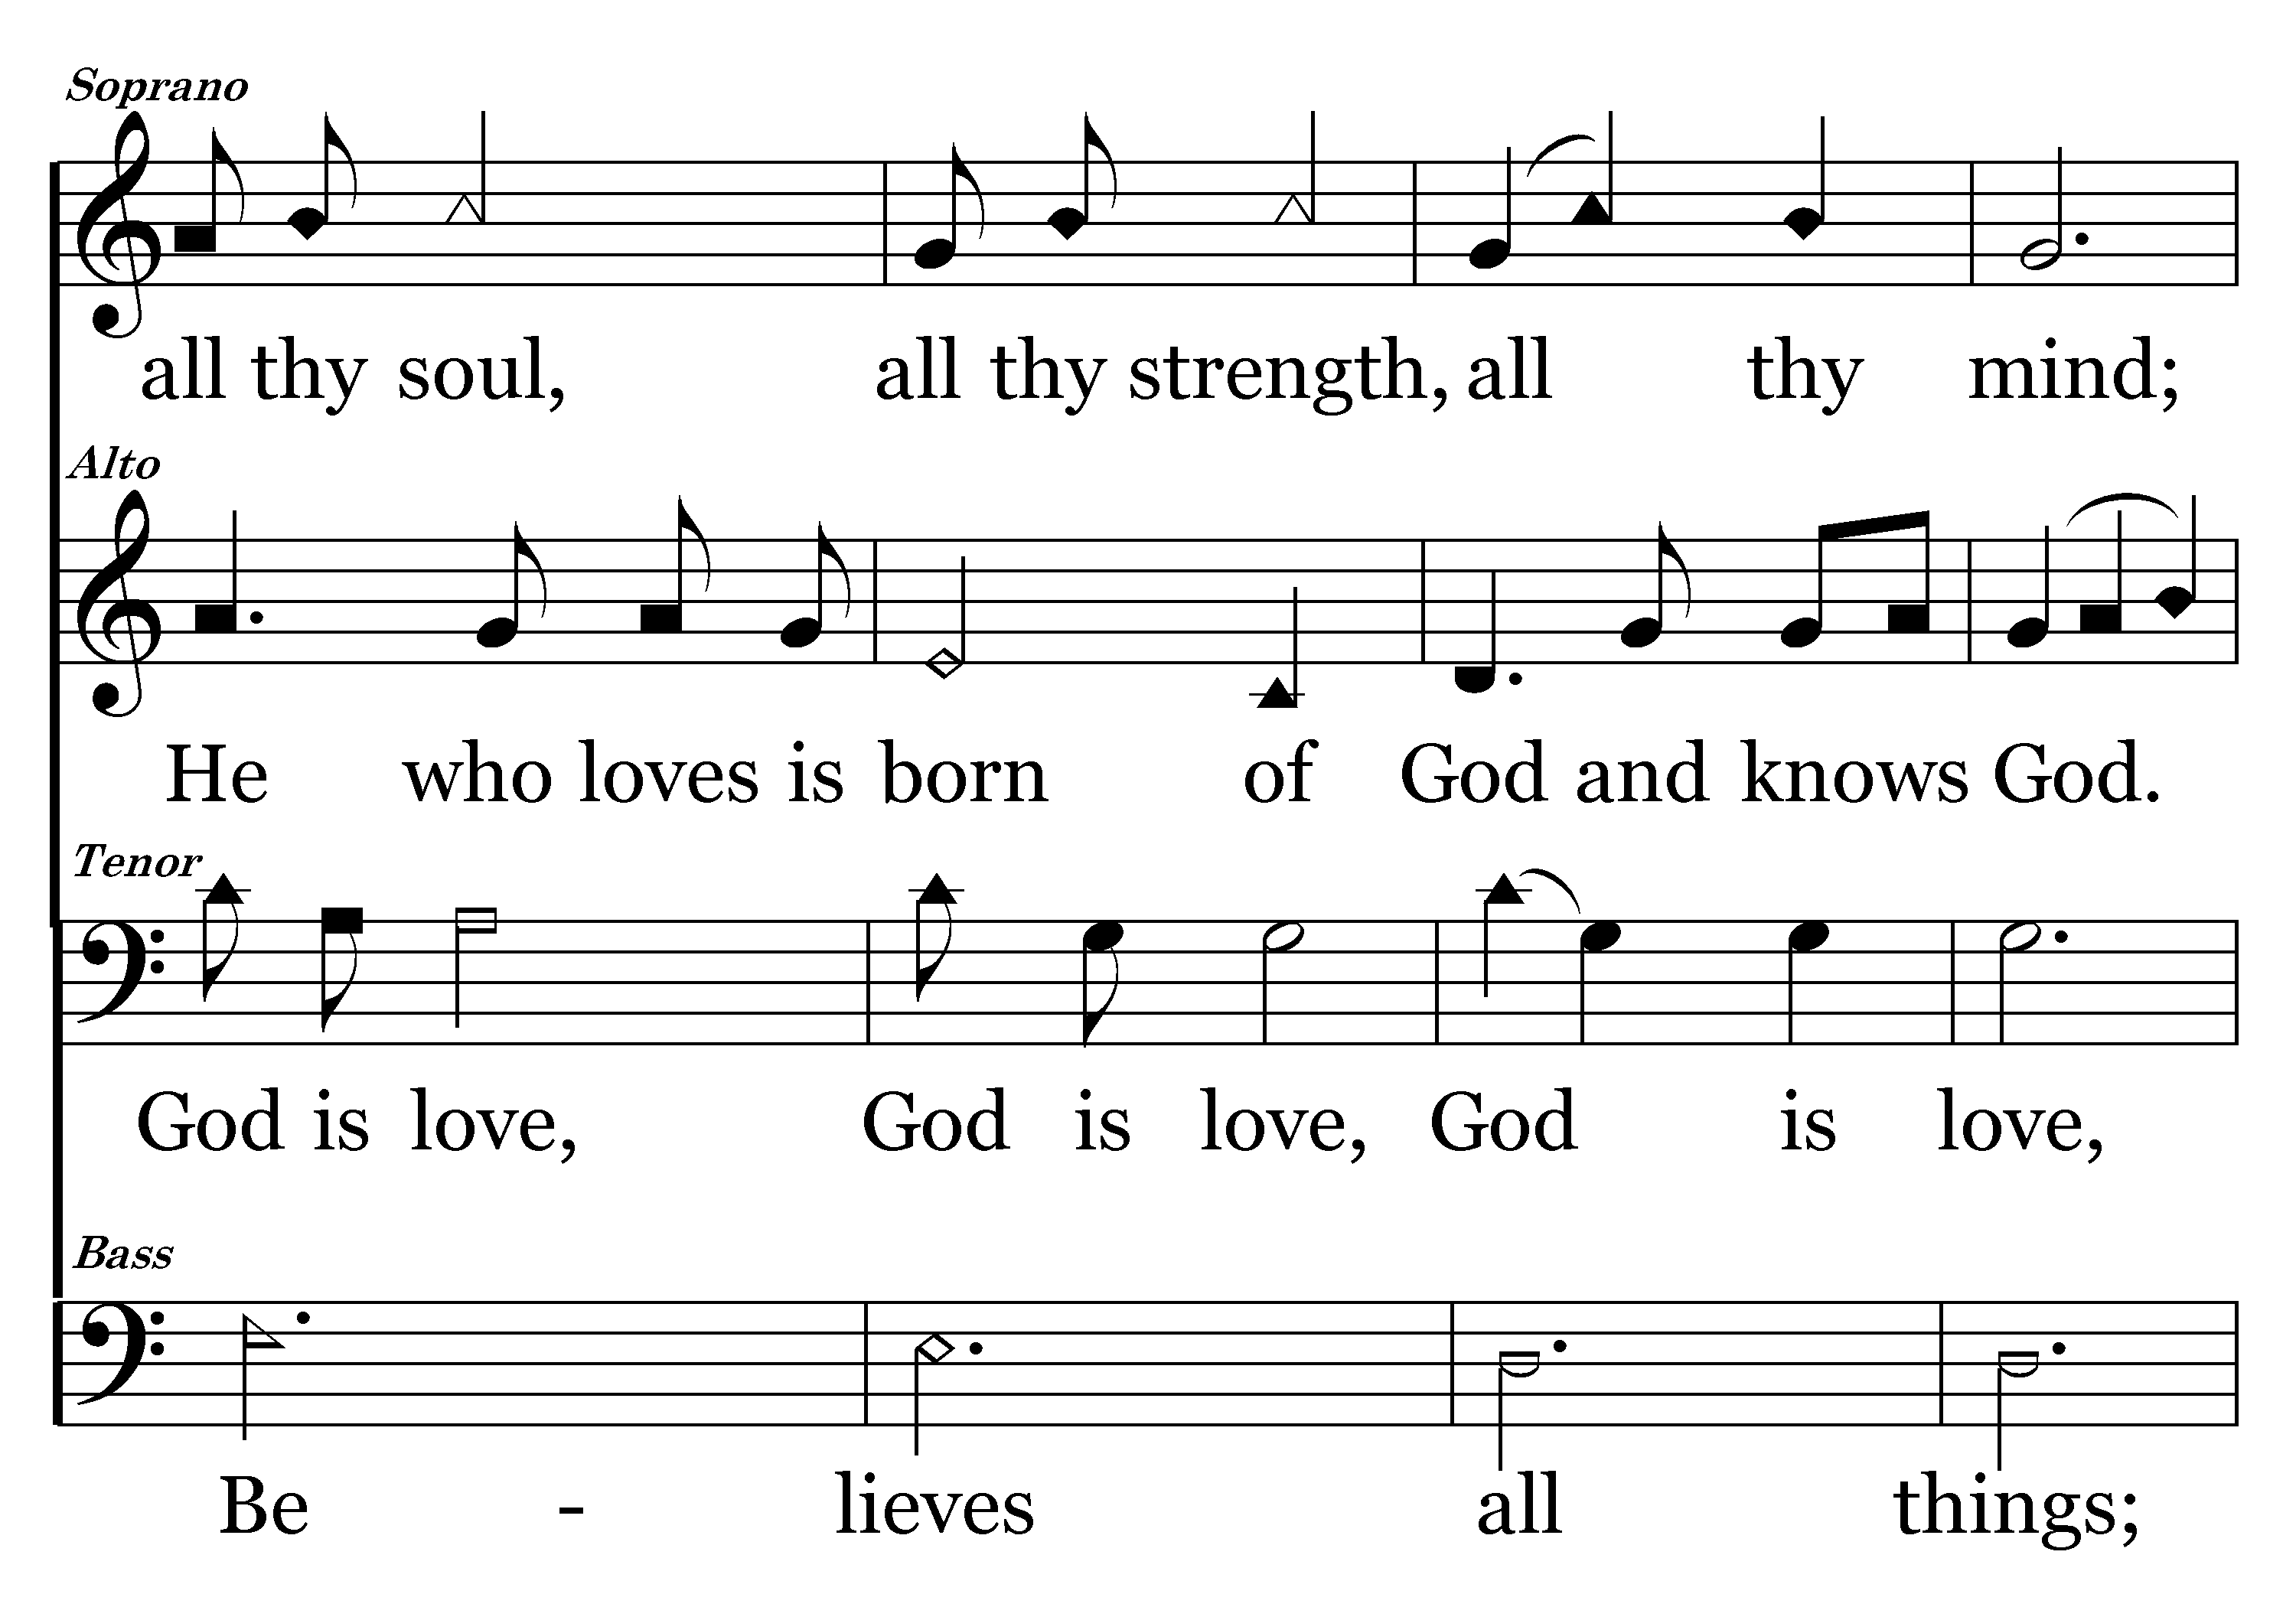 Soprano
all thy soul, all thy strength, all thy mind;
Alto
He who loves is born of God and knows God.
Tenor
God is love, God is love, God is love,
Bass
Be - lieves all things;